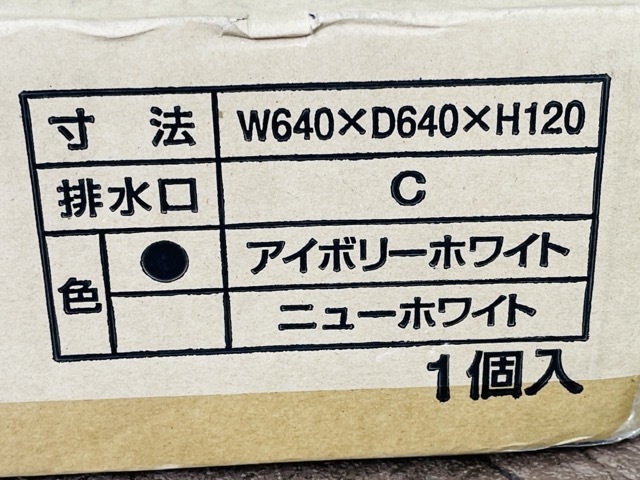 寸法 W640×D640×H120
排水口 C
色 ● アイボリーホワイト
ニューホワイト
1個入